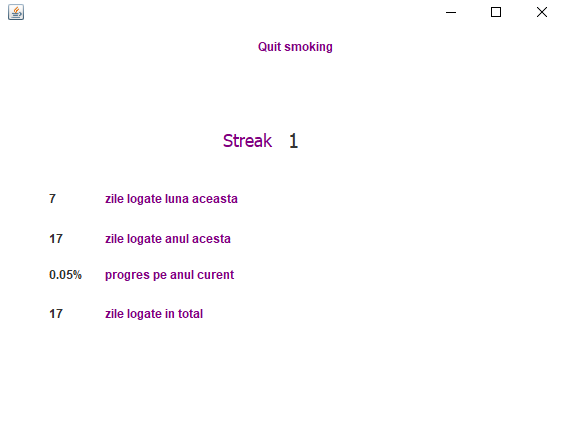 Quit smoking
Streak 1
7 zile logate luna aceasta
17 zile logate anul acesta
0.05% progres pe anul curent
17 zile logate in total